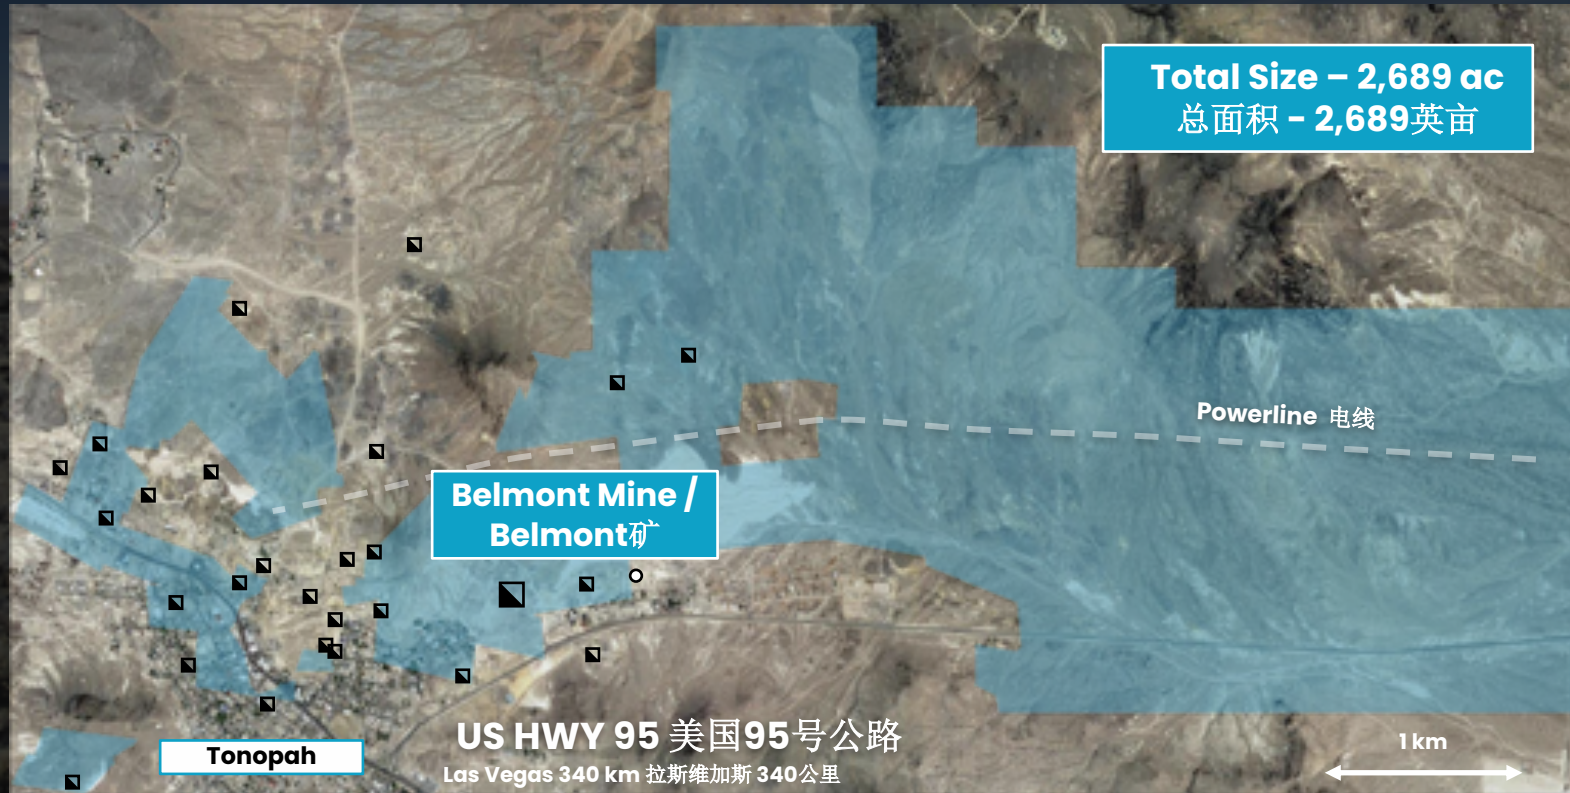 Total Size – 2,689 ac
总面积 - 2,689英亩
Powerline 电线
Belmont Mine /
Belmont矿
US HWY 95 美国95号公路
Las Vegas 340 km 拉斯维加斯 340公里
Tonopah
1 km